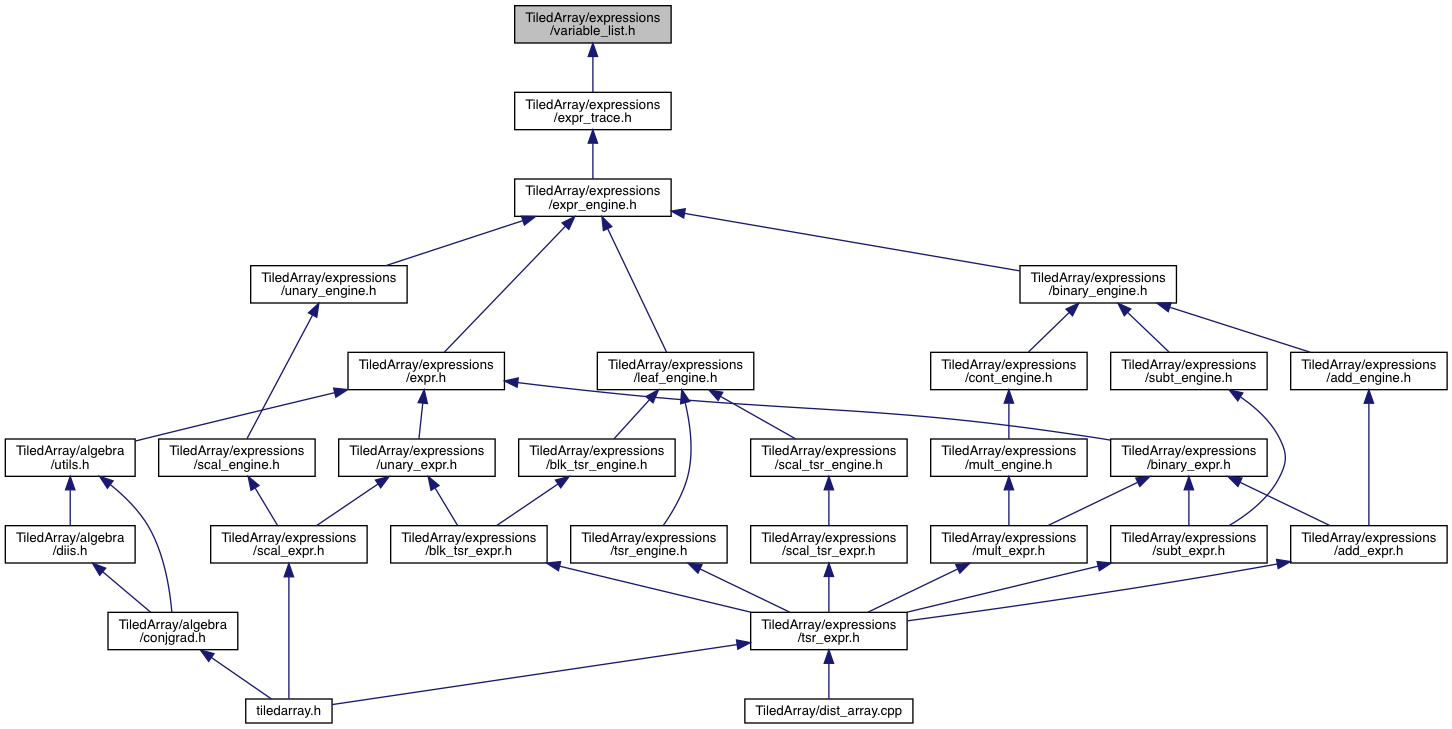 TiledArray/expressions
/variable_list.h
TiledArray/expressions
/expr_trace.h
TiledArray/expressions
/expr_engine.h
TiledArray/expressions
/unary_engine.h
TiledArray/expressions
/binary_engine.h
TiledArray/expressions
/expr.h
TiledArray/expressions
/leaf_engine.h
TiledArray/expressions
/cont_engine.h
TiledArray/expressions
/subt_engine.h
TiledArray/expressions
/add_engine.h
TiledArray/algebra
/utils.h
TiledArray/expressions
/scal_engine.h
TiledArray/expressions
/unary_expr.h
TiledArray/expressions
/blk_tsr_engine.h
TiledArray/expressions
/scal_tsr_engine.h
TiledArray/expressions
/mult_engine.h
TiledArray/expressions
/binary_expr.h
TiledArray/algebra
/diis.h
TiledArray/expressions
/scal_expr.h
TiledArray/expressions
/blk_tsr_expr.h
TiledArray/expressions
/tsr_engine.h
TiledArray/expressions
/scal_tsr_expr.h
TiledArray/expressions
/mult_expr.h
TiledArray/expressions
/subt_expr.h
TiledArray/expressions
/add_expr.h
TiledArray/algebra
/conjgrad.h
TiledArray/expressions
/tsr_expr.h
tiledarray.h
TiledArray/dist_array.cpp